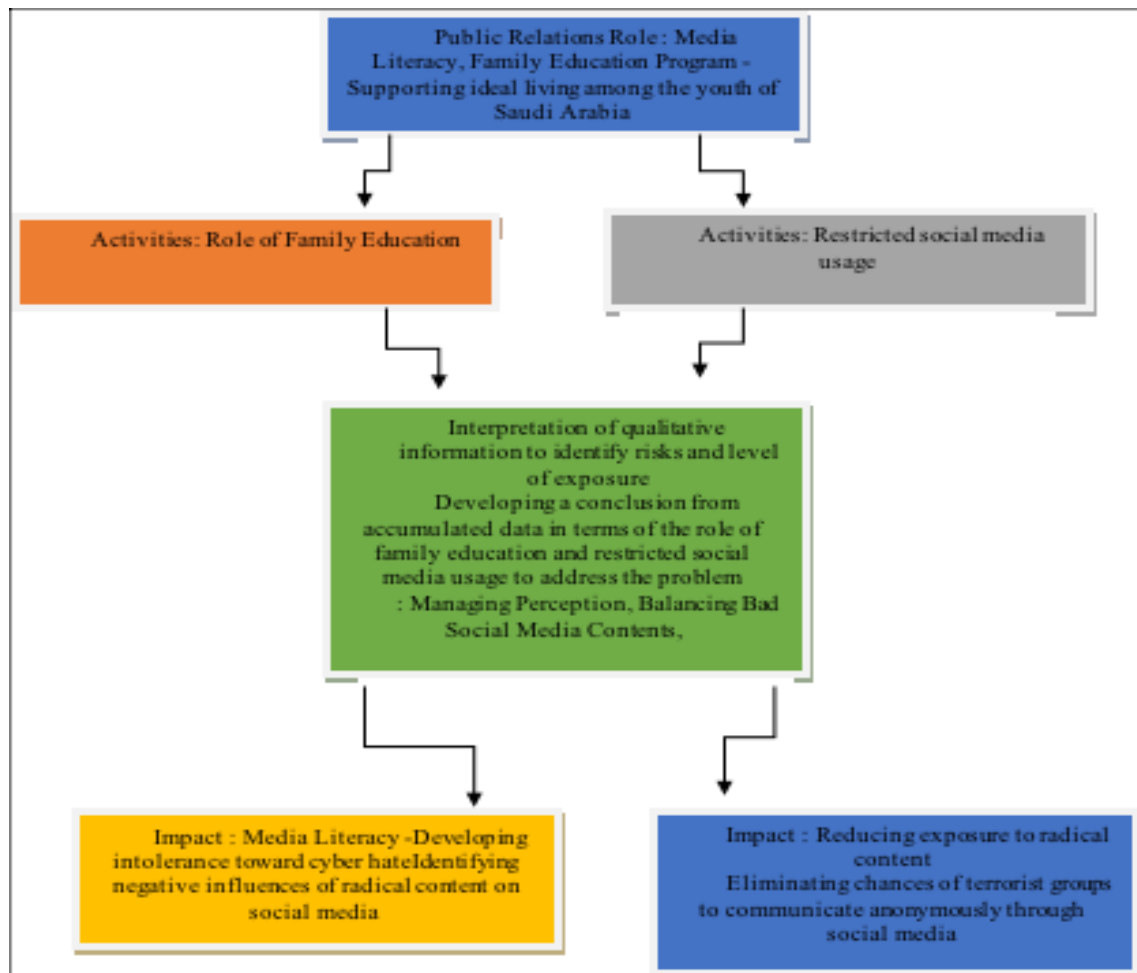 Public Relations Role : Media
Literacy, Family Education Program -
Supporting ideal living among the youth of
Saudi Arabia
Activities: Role of Family Education
Activities: Restricted social media
usage
Interpretation of qualitative
information to identify risks and level
of exposure
Developing a conclusion from
accumulated data in terms of the role of
family education and restricted social
media usage to address the problem
: Managing Perception, Balancing Bad
Social Media Contents,
Impact : Media Literacy -Developing
intolerance toward cyber hateIdentifying
negative influences of radical content on
social media
Impact : Reducing exposure to radical
content
Eliminating chances of terrorist groups
to communicate anonymously through
social media